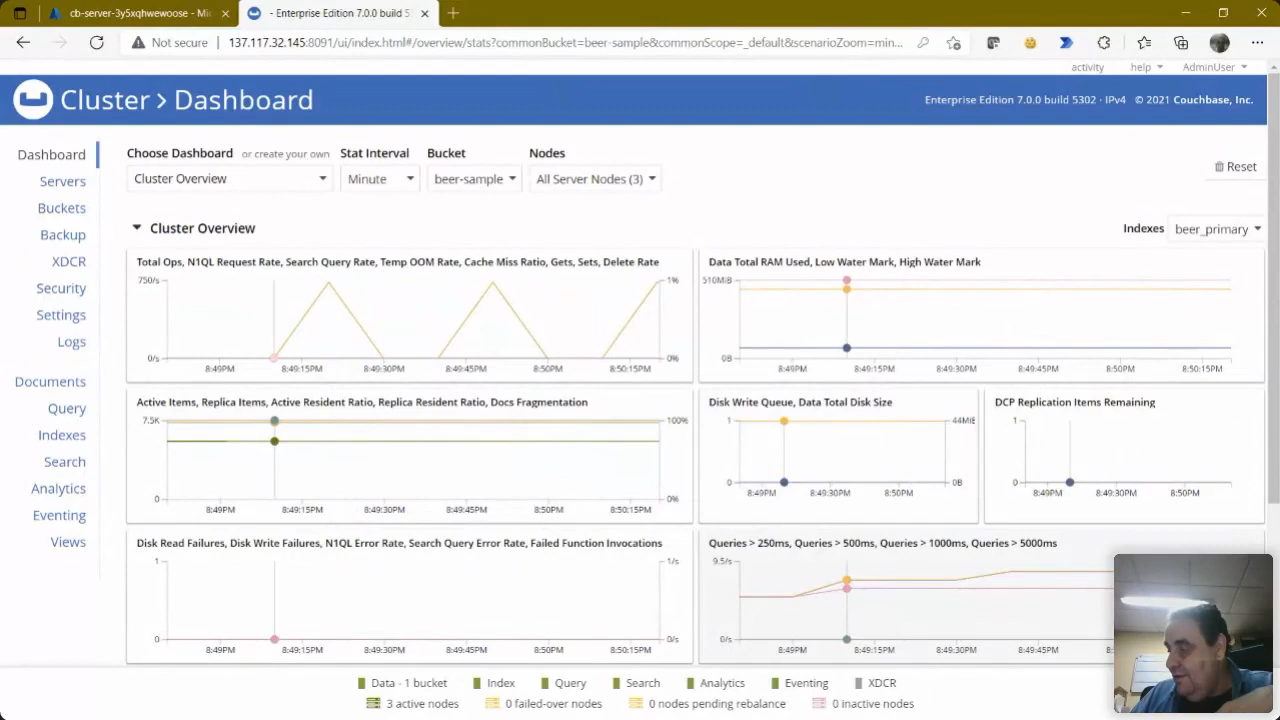 cb-server-3y5xqhwewoose - Mic
- Enterprise Edition 7.0.0 build 53
Not secure
137.117.32.145:8091/ui/index.html#/overview/stats?commonBucket=beer-sample&commonScope=_default&scenarioZoom=min...
activity help AdminUser
Cluster > Dashboard
Enterprise Edition 7.0.0 build 5302 · IPv4 © 2021 Couchbase, Inc.
Dashboard
Servers
Buckets
Backup
XDCR
Security
Settings
Logs
Documents
Query
Indexes
Search
Analytics
Eventing
Views
Choose Dashboard or create your own Stat Interval Bucket Nodes
Cluster Overview Minute beer-sample All Server Nodes (3)
Reset
Cluster Overview
Indexes beer_primary
Total Ops, N1QL Request Rate, Search Query Rate, Temp OOM Rate, Cache Miss Ratio, Gets, Sets, Delete Rate
750/s 1%
0/s 0%
8:49PM 8:49:15PM 8:49:30PM 8:49:45PM 8:50PM 8:50:15PM
Data Total RAM Used, Low Water Mark, High Water Mark
510MiB
0B
8:49PM 8:49:15PM 8:49:30PM 8:49:45PM 8:50PM 8:50:15PM
Active Items, Replica Items, Active Resident Ratio, Replica Resident Ratio, Docs Fragmentation
7.5K 100%
0 0%
8:49PM 8:49:15PM 8:49:30PM 8:49:45PM 8:50PM 8:50:15PM
Disk Write Queue, Data Total Disk Size
1 44MiB
0 0B
8:49PM 8:49:30PM 8:50PM
DCP Replication Items Remaining
1
0
8:49PM 8:49:30PM 8:50PM
Disk Read Failures, Disk Write Failures, N1QL Error Rate, Search Query Error Rate, Failed Function Invocations
1 1/s
0 0/s
8:49PM 8:49:15PM 8:49:30PM 8:49:45PM 8:50PM 8:50:15PM
Queries > 250ms, Queries > 500ms, Queries > 1000ms, Queries > 5000ms
9.5/s
0/s
8:49PM 8:49:15PM 8:49:30PM 8:49:45PM 8:50PM
Data - 1 bucket Index Query Search Analytics Eventing XDCR
3 active nodes 0 failed-over nodes 0 nodes pending rebalance 0 inactive nodes